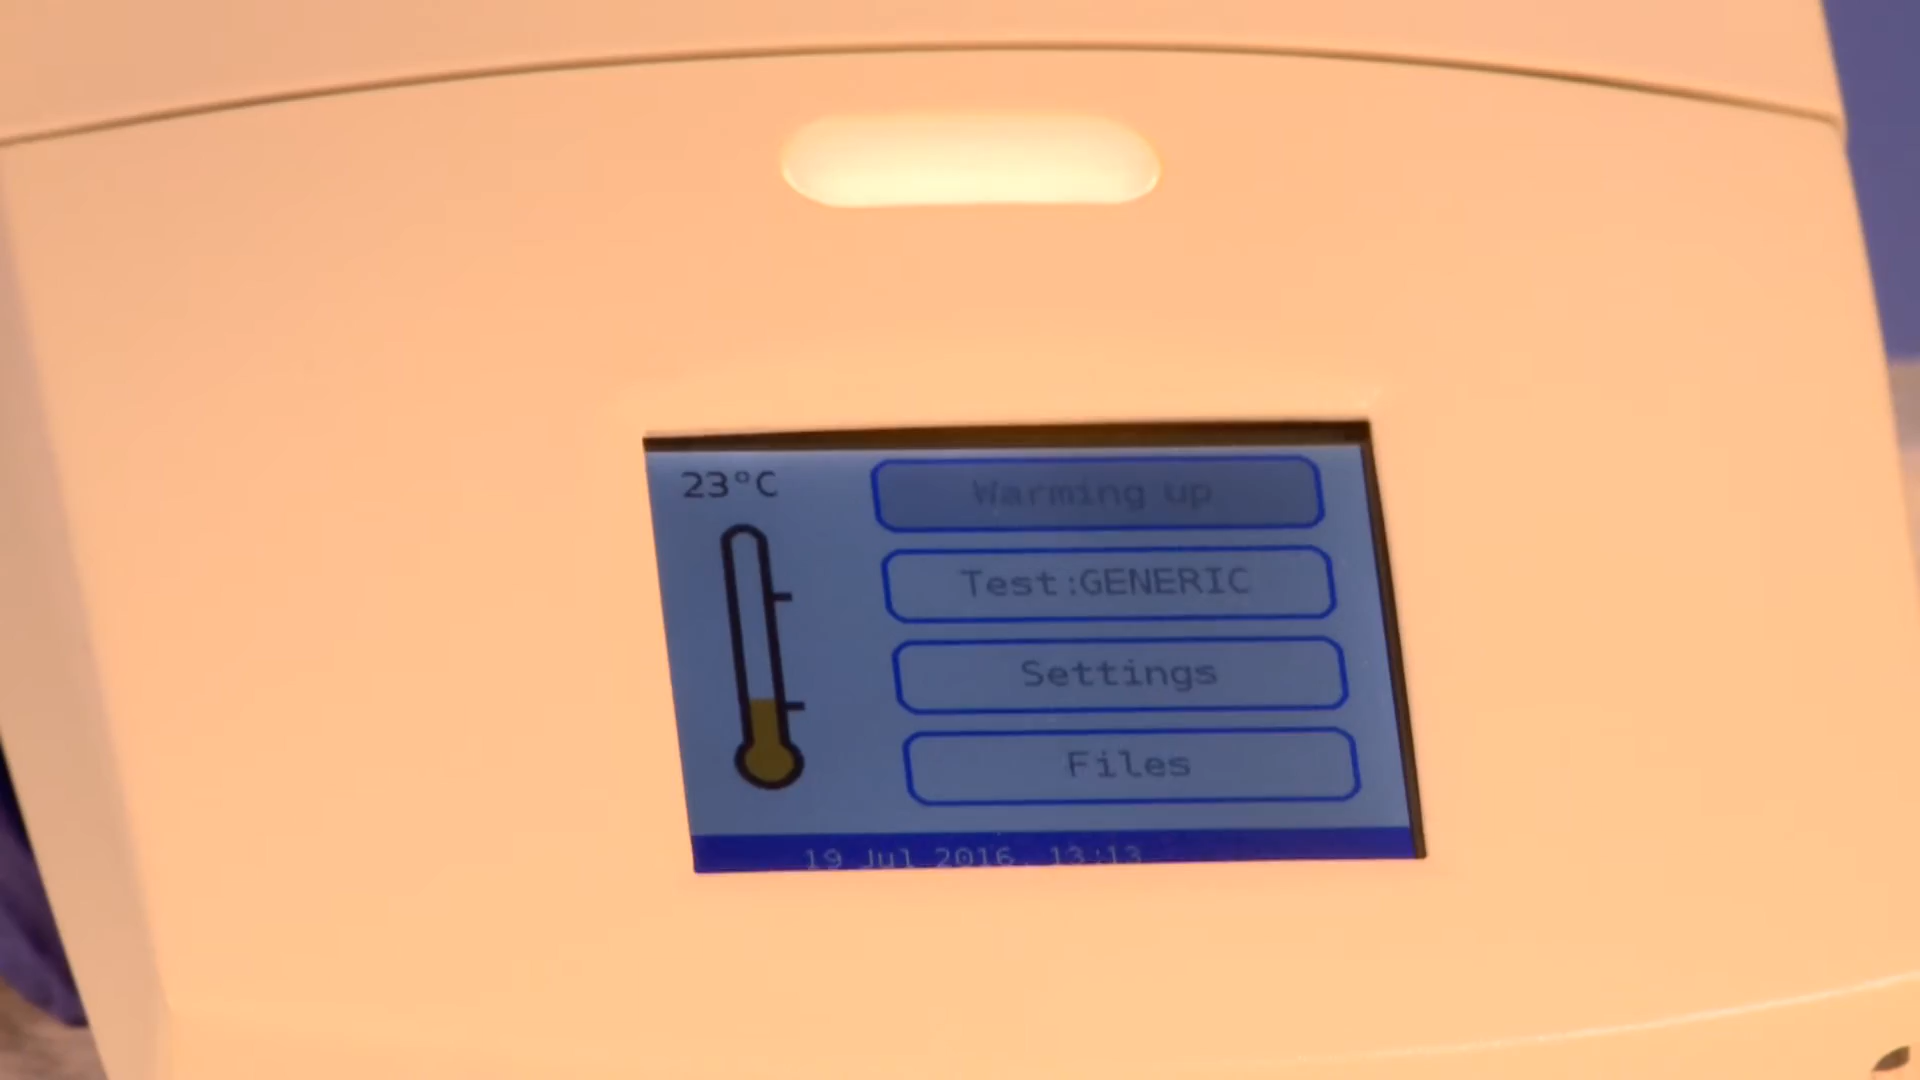 23°C
Warming up
Test:GENERIC
Settings
Files
19 Jul 2016, 13:13